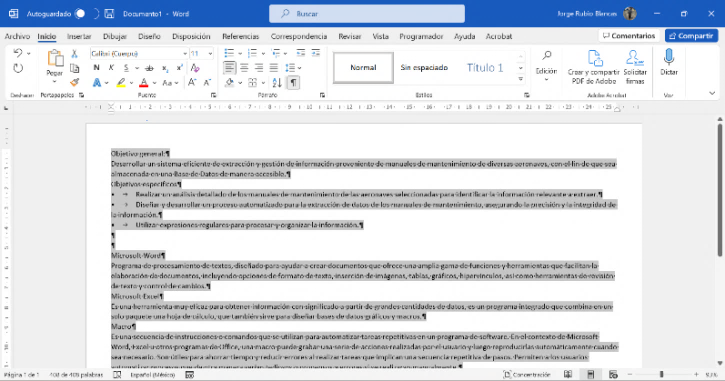 Autoguardado
Documento1 - Word
Buscar
Jorge Rubio Blancas
Archivo Inicio Insertar Dibujar Diseño Disposición Referencias Correspondencia Revisar Vista Programador Ayuda Acrobat
Comentarios
Compartir
Pegar
Calibri (Cuerpo) 11
Normal
Sin espaciado
Título 1
Edición
Crear y compartir PDF de Adobe
Solicitar firmas
Dictar
Deshacer Portapapeles Fuente Párrafo Estilos Adobe Acrobat Voz
Objetivo general¶
Desarrollar un sistema eficiente de extracción y gestión de información proveniente de manuales de mantenimiento de diversas aeronaves, con el fin de que sea
almacenada en una Base de Datos de manera accesible.¶
Objetivos específicos¶
• → Realizar un análisis detallado de los manuales de mantenimiento de las aeronaves seleccionadas para identificar la información relevante a extraer.¶
• → Diseñar y desarrollar un proceso automatizado para la extracción de datos de los manuales de mantenimiento, asegurando la precisión y la integridad de
la información.¶
• → Utilizar expresiones regulares para procesar y organizar la información.¶
¶
¶
Microsoft Word¶
Programa de procesamiento de textos, diseñado para ayudar a crear documentos que ofrece una amplia gama de funciones y herramientas que facilitan la
elaboración de documentos, incluyendo opciones de formato de texto, inserción de imágenes, tablas, gráficos, hipervínculos, así como herramientas de revisión
de texto y control de cambios.¶
Microsoft Excel¶
Es una herramienta muy eficaz para obtener información con significado a partir de grandes cantidades de datos, es un programa integrado que combina en un
solo paquete una hoja de cálculo, que también sirve para diseñar bases de datos gráficos y macros.¶
Macro¶
Es una secuencia de instrucciones o comandos que se utilizan para automatizar tareas repetitivas en un programa de software. En el contexto de Microsoft
Word, Excel u otros programas de Office, una macro puede grabar una serie de acciones realizadas por el usuario y luego reproducirlas automáticamente cuando
sea necesario. Son útiles para ahorrar tiempo y reducir errores al realizar tareas que implican una secuencia repetitiva de pasos. Permiten a los usuarios
Página 1 de 1 408 de 408 palabras Español (México) Concentración 93%